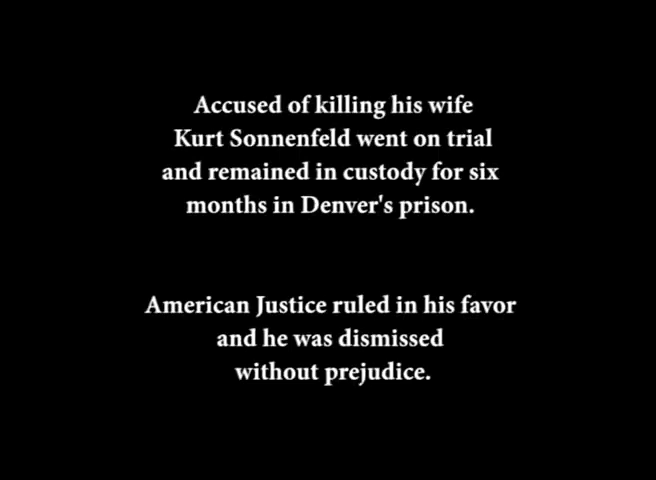 Accused of killing his wife
Kurt Sonnenfeld went on trial
and remained in custody for six
months in Denver's prison.
American Justice ruled in his favor
and he was dismissed
without prejudice.